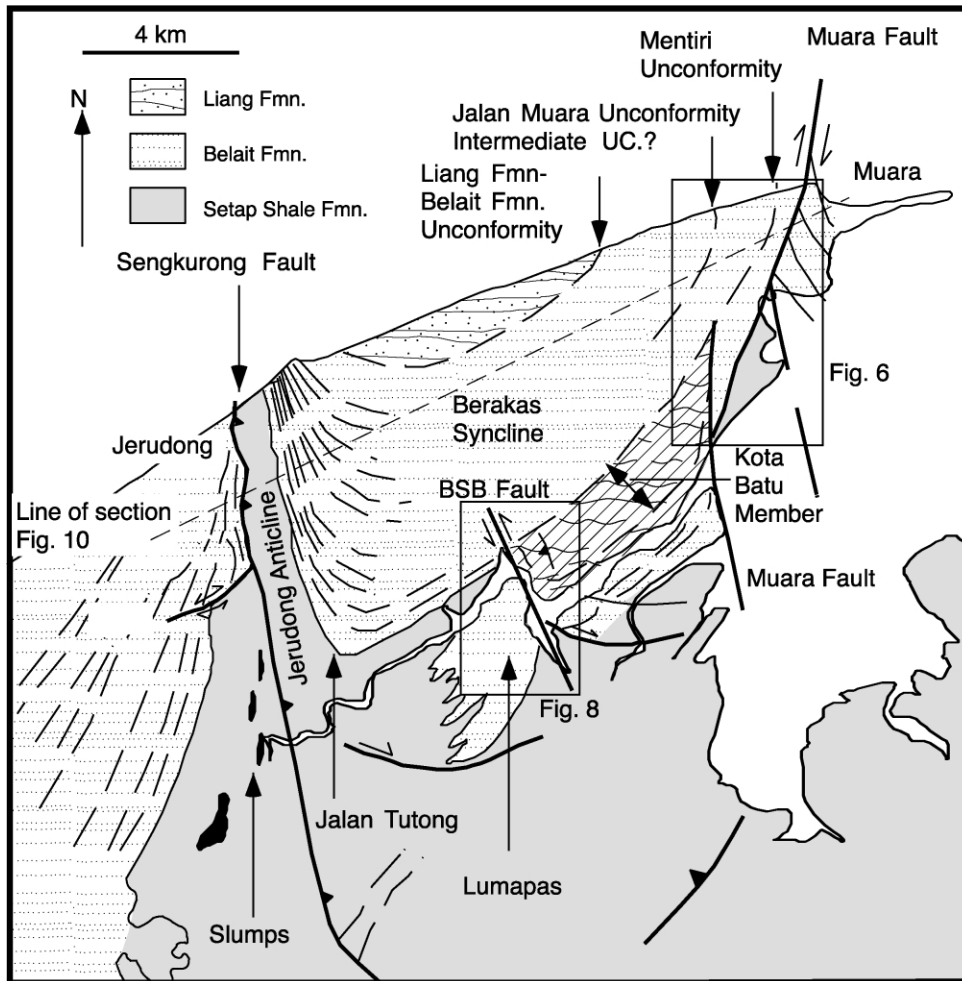 4 km
N
Liang Fmn.
Belait Fmn.
Setap Shale Fmn.
Sengkurong Fault
Mentiri
Unconformity
Muara Fault
Jalan Muara Unconformity
Intermediate UC.?
Liang Fmn-
Belait Fmn.
Unconformity
Muara
Fig. 6
Jerudong
Berakas
Syncline
Line of section
Fig. 10
BSB Fault
Kota
Batu
Member
Muara Fault
Jerudong Anticline
Fig. 8
Jalan Tutong
Lumapas
Slumps